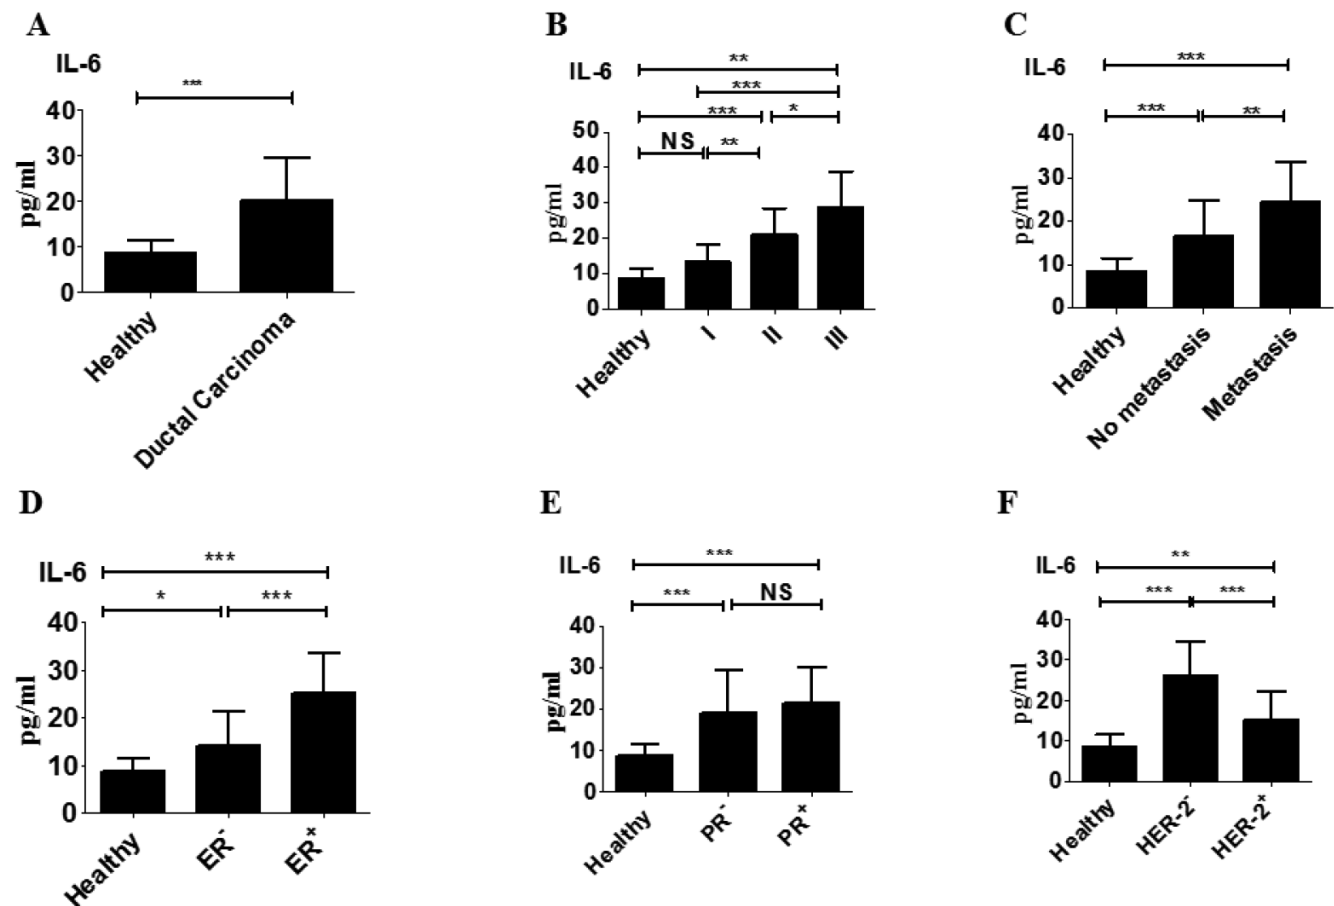 A
IL-6
***
pg/ml
40
30
20
10
0
Healthy
Ductal Carcinoma
B
IL-6
**
***
***
*
NS
**
pg/ml
50
40
30
20
10
0
Healthy
I
II
III
C
IL-6
***
***
**
pg/ml
40
30
20
10
0
Healthy
No metastasis
Metastasis
D
IL-6
***
*
***
pg/ml
40
30
20
10
0
Healthy
ER⁻
ER⁺
E
IL-6
***
***
NS
pg/ml
40
30
20
10
0
Healthy
PR⁻
PR⁺
F
IL-6
**
***
***
pg/ml
40
30
20
10
0
Healthy
HER-2⁻
HER-2⁺